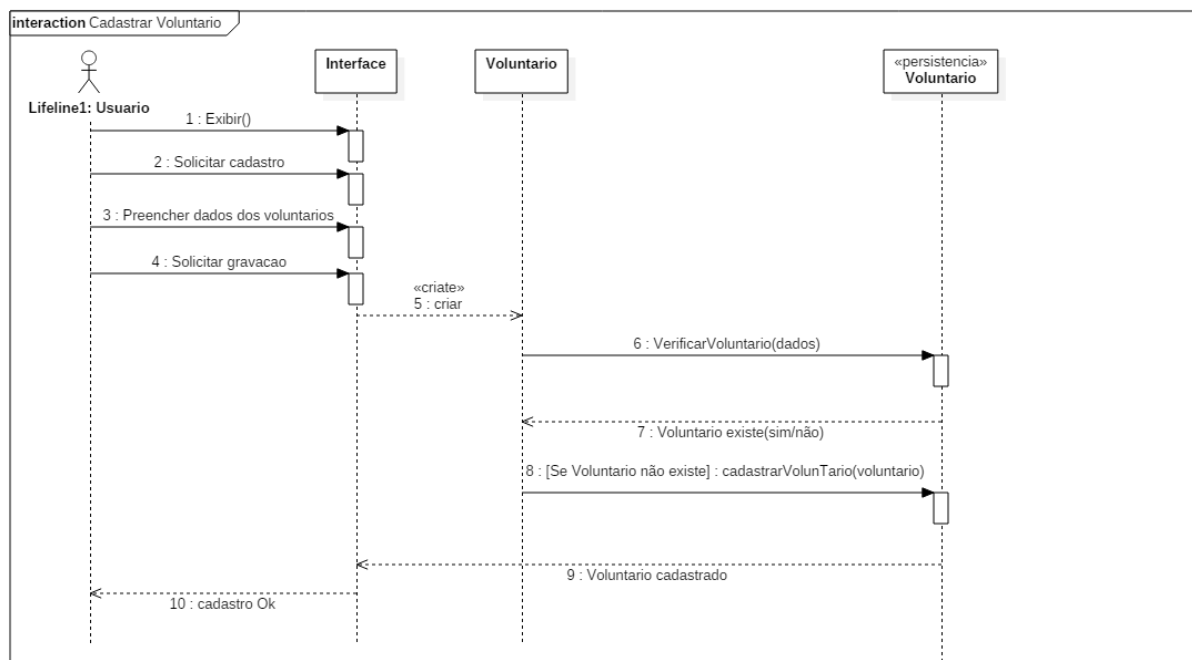 interaction Cadastrar Voluntario
Lifeline1: Usuario
Interface
Voluntario
«persistencia»
Voluntario
1 : Exibir()
2 : Solicitar cadastro
3 : Preencher dados dos voluntarios
4 : Solicitar gravacao
«criate»
5 : criar
6 : VerificarVoluntario(dados)
7 : Voluntario existe(sim/não)
8 : [Se Voluntario não existe] : cadastrarVolunTario(voluntario)
9 : Voluntario cadastrado
10 : cadastro Ok